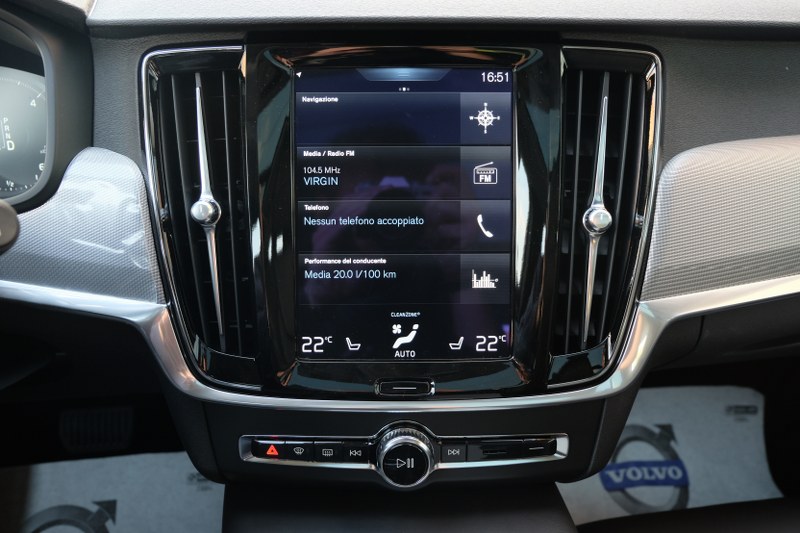 16:51
Navigazione
Media / Radio FM
104.5 MHz
VIRGIN
FM
Telefono
Nessun telefono accoppiato
Performance del conducente
Media 20.0 l/100 km
CLEANZONE®
22°C
AUTO
22°C
VOLVO